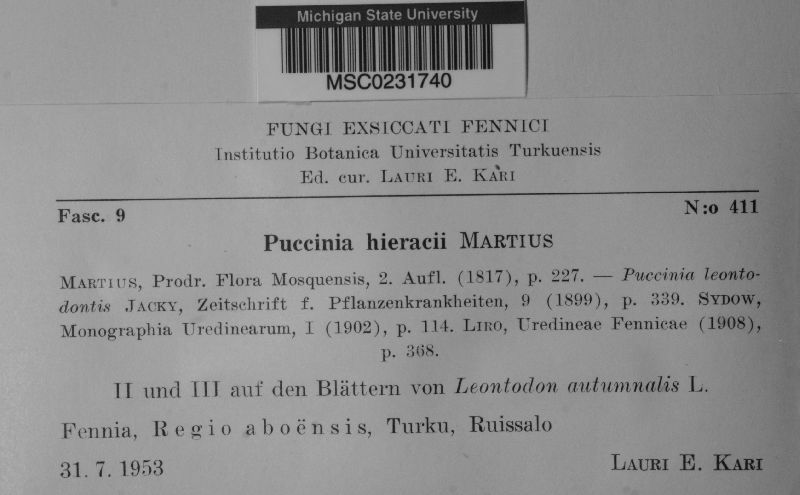 Michigan State University
MSC0231740
FUNGI EXSICCATI FENNICI
Institutio Botanica Universitatis Turkuensis
Ed. cur. LAURI E. KARI
Fasc. 9 N:o 411
Puccinia hieracii MARTIUS
MARTIUS, Prodr. Flora Mosquensis, 2. Aufl. (1817), p. 227. — Puccinia leonto-
dontis JACKY, Zeitschrift f. Pflanzenkrankheiten, 9 (1899), p. 339. SYDOW,
Monographia Uredinearum, I (1902), p. 114. LIRO, Uredineae Fennicae (1908),
p. 368.
II und III auf den Blättern von Leontodon autumnalis L.
Fennia, Regio aboënsis, Turku, Ruissalo
31. 7. 1953 LAURI E. KARI